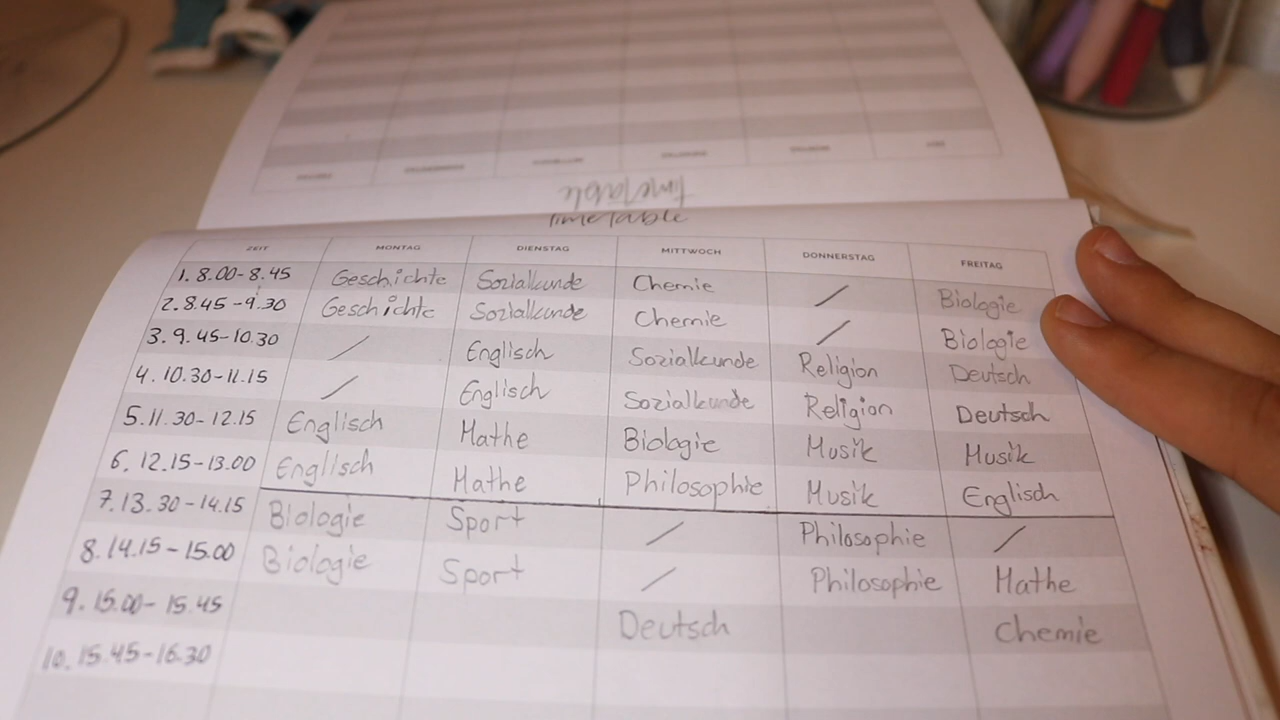 TimeTable
TimeTable
ZEIT MONTAG DIENSTAG MITTWOCH DONNERSTAG FREITAG
1. 8.00-8.45 Geschichte Sozialkunde Chemie / Biologie
2. 8.45-9.30 Geschichte Sozialkunde Chemie / Biologie
3. 9.45-10.30 / Englisch Sozialkunde Religion Deutsch
4. 10.30-11.15 / Englisch Sozialkunde Religion Deutsch
5. 11.30-12.15 Englisch Mathe Biologie Musik Musik
6. 12.15-13.00 Englisch Mathe Philosophie Musik Englisch
7. 13.30-14.15 Biologie Sport / Philosophie /
8. 14.15-15.00 Biologie Sport / Philosophie Mathe
9. 15.00-15.45 Deutsch Chemie
10. 15.45-16.30